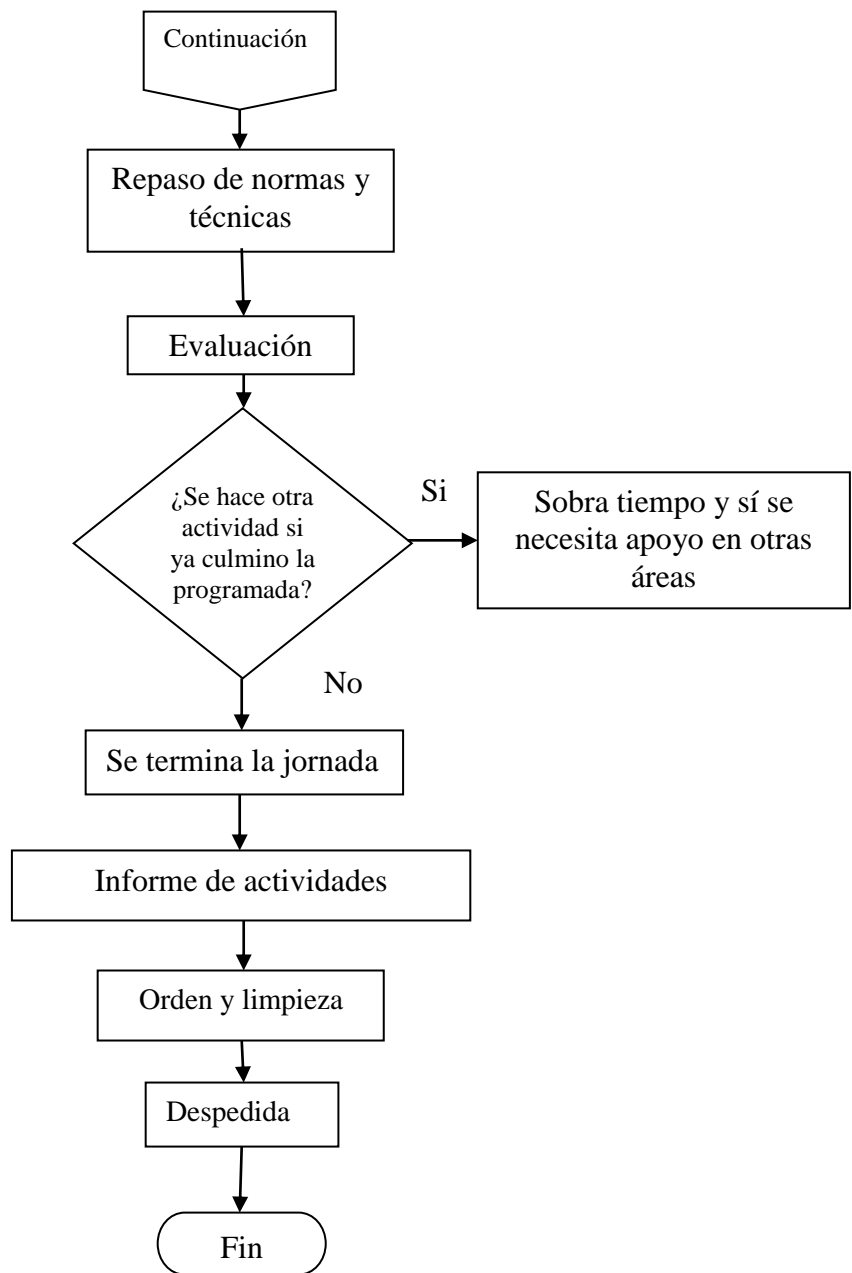 Continuación
Repaso de normas y
técnicas
Evaluación
¿Se hace otra
actividad si
ya culmino la
programada?
Si
Sobra tiempo y sí se
necesita apoyo en otras
áreas
No
Se termina la jornada
Informe de actividades
Orden y limpieza
Despedida
Fin